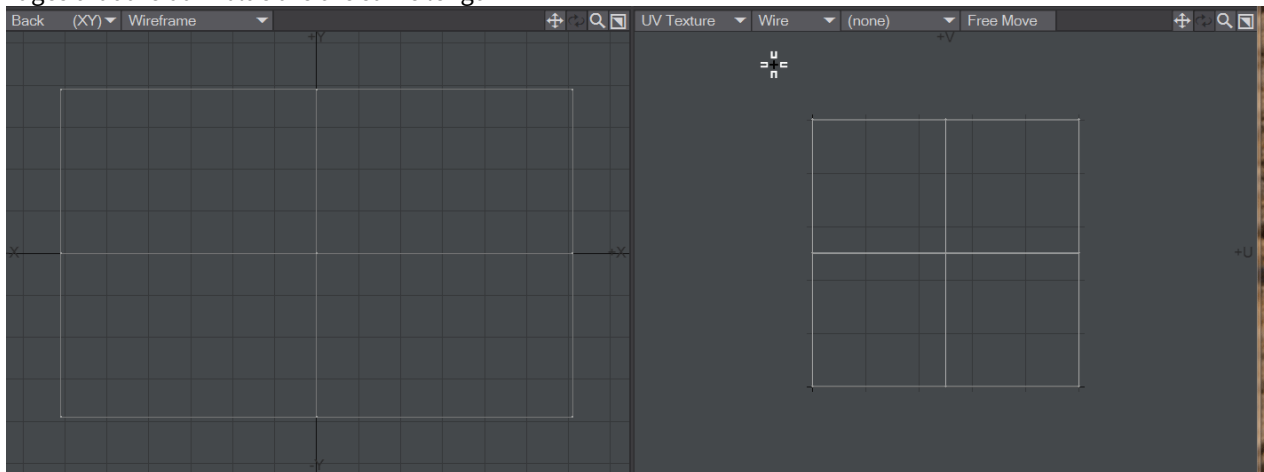 Back (XY) Wireframe
UV Texture Wire (none) Free Move
+Y
+V
X
+X
+U
-Y